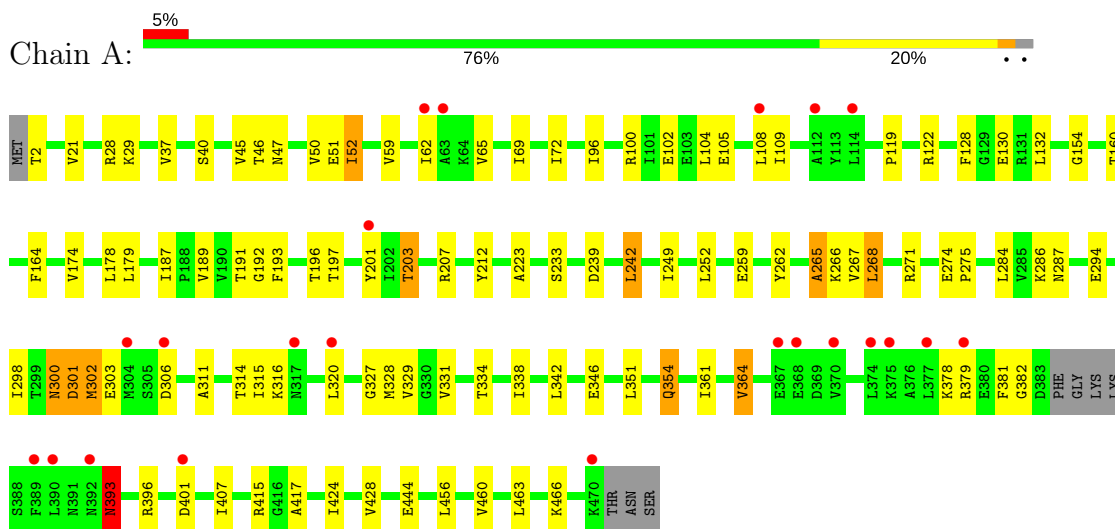 5%
Chain A:
76% 20% • •
MET T2 V21 R28 K29 V37 S40 V45 T46 N47 V50 E51 I52 V59 I62 A63 K64 V65 I69 I72 I96 R100 I101 E102 E103 L104 E105 L108 I109 A112 Y113 L114 P119 R122 F128 G129 E130 R131 L132 G154 T160
F164 V174 L178 L179 I187 P188 V189 V190 T191 G192 F193 T196 T197 Y201 I202 T203 R207 Y212 A223 S233 D239 L242 I249 L252 E259 Y262 A265 K266 V267 L268 R271 E274 P275 L284 V285 K286 N287 E294
I298 T299 N300 D301 M302 E303 M304 S305 D306 A311 T314 I315 K316 N317 L320 G327 M328 V329 G330 V331 T334 I338 L342 E346 L351 Q354 I361 V364 E367 E368 D369 V370 L374 K375 A376 L377 K378 R379 E380 F381 G382 D383 PHE GLY LYS LYS
S388 F389 L390 N391 N392 N393 R396 D401 I407 R415 G416 A417 I424 V428 E444 L456 V460 L463 K466 K470 THR ASN SER